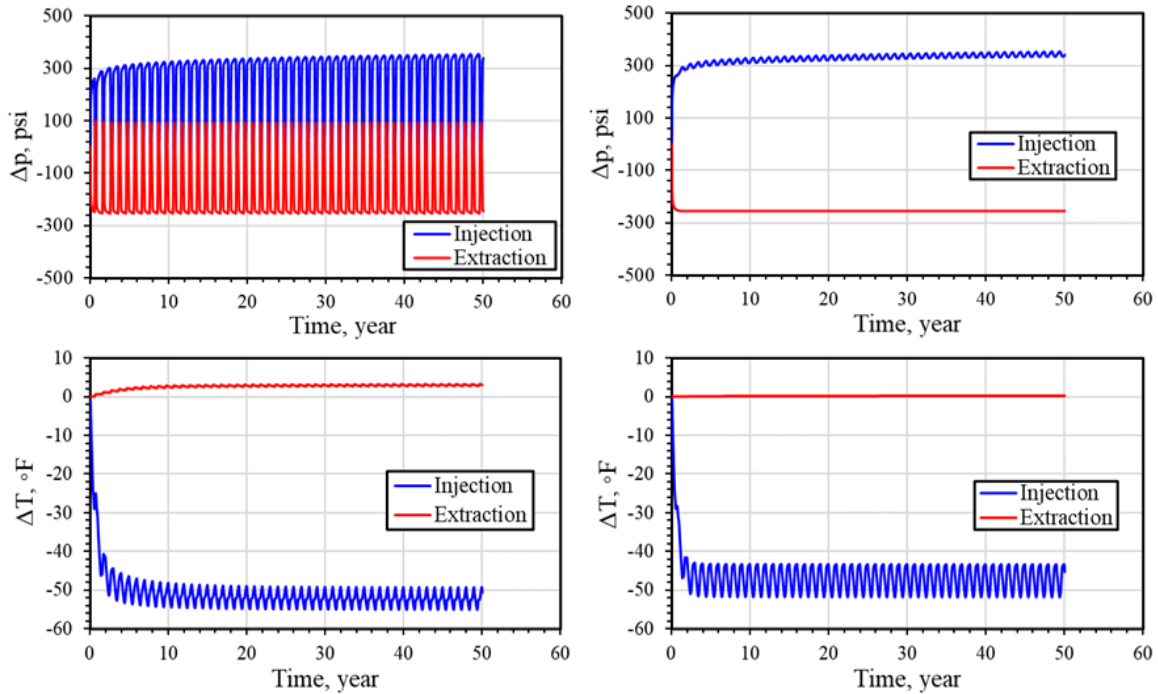 500
300
100
-100
-300
-500
Δp, psi
0 10 20 30 40 50 60
Time, year
Injection
Extraction
500
300
100
-100
-300
-500
Δp, psi
0 10 20 30 40 50 60
Time, year
Injection
Extraction
10
0
-10
-20
-30
-40
-50
-60
ΔT, °F
0 10 20 30 40 50 60
Time, year
Injection
Extraction
10
0
-10
-20
-30
-40
-50
-60
ΔT, °F
0 10 20 30 40 50 60
Time, year
Injection
Extraction